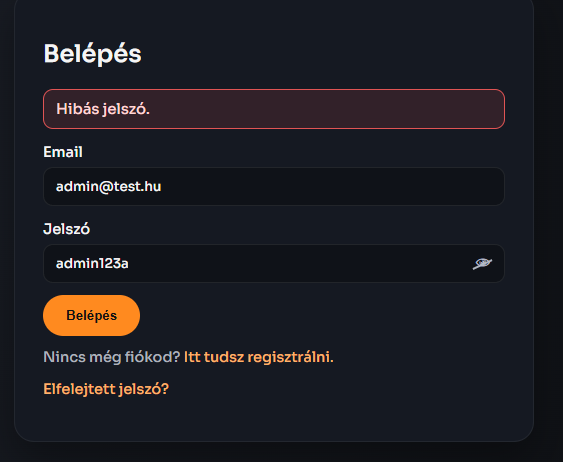 Belépés
Hibás jelszó.
Email
admin@test.hu
Jelszó
admin123a
Belépés
Nincs még fiókod? Itt tudsz regisztrálni.
Elfelejtett jelszó?